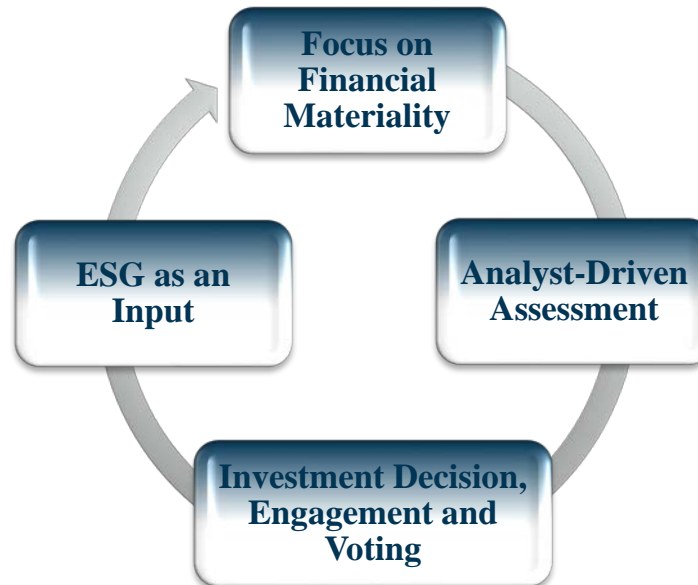 Focus on
Financial
Materiality
ESG as an
Input
Analyst-Driven
Assessment
Investment Decision,
Engagement and
Voting